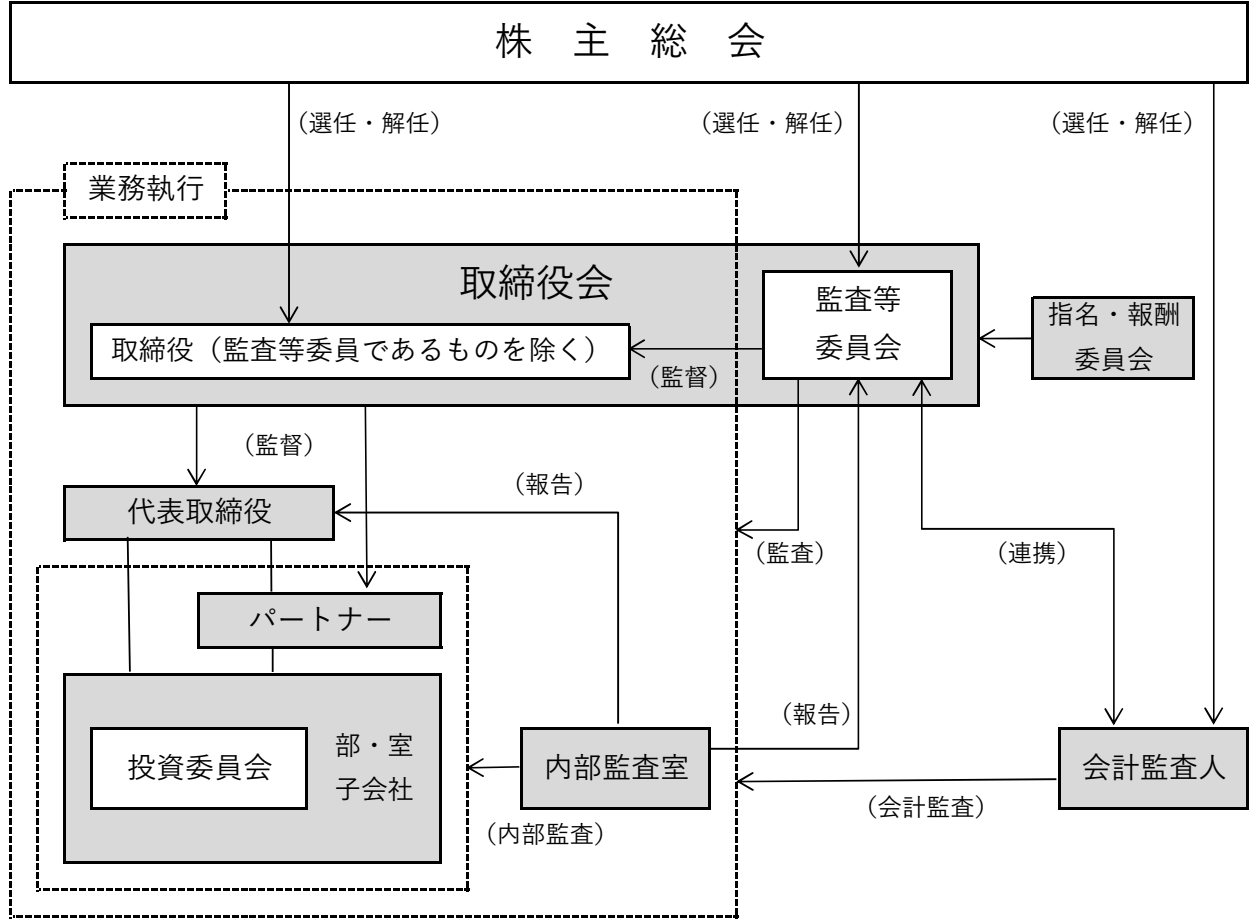 株 主 総 会
（選任・解任）
（選任・解任）
（選任・解任）
業務執行
取締役会
監査等
委員会
指名・報酬
委員会
取締役（監査等委員であるものを除く）
（監督）
（監督）
代表取締役
（報告）
（監査）
（連携）
パートナー
（報告）
部・室
子会社
投資委員会
内部監査室
会計監査人
（会計監査）
（内部監査）